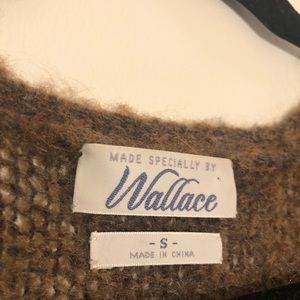 MADE SPECIALLY BY
Wallace
- S -
MADE IN CHINA